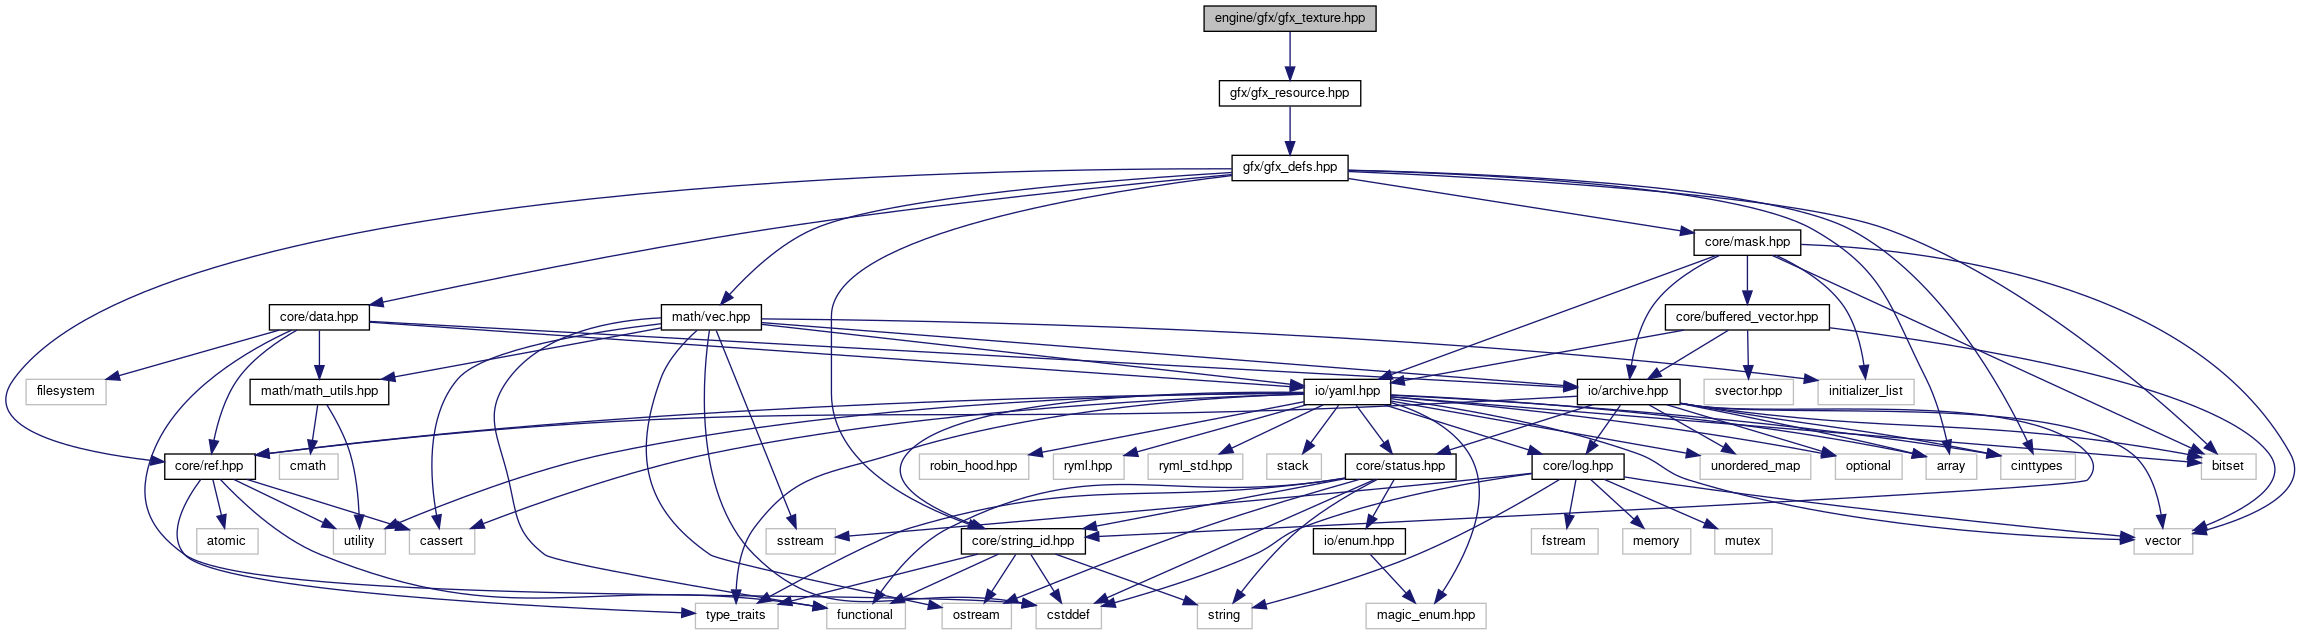 engine/gfx/gfx_texture.hpp
gfx/gfx_resource.hpp
gfx/gfx_defs.hpp
core/mask.hpp
core/data.hpp
math/vec.hpp
core/buffered_vector.hpp
filesystem
math/math_utils.hpp
io/yaml.hpp
io/archive.hpp
svector.hpp
initializer_list
core/ref.hpp
cmath
robin_hood.hpp
ryml.hpp
ryml_std.hpp
stack
core/status.hpp
core/log.hpp
unordered_map
optional
array
cinttypes
bitset
atomic
utility
cassert
sstream
core/string_id.hpp
io/enum.hpp
fstream
memory
mutex
vector
type_traits
functional
ostream
cstddef
string
magic_enum.hpp